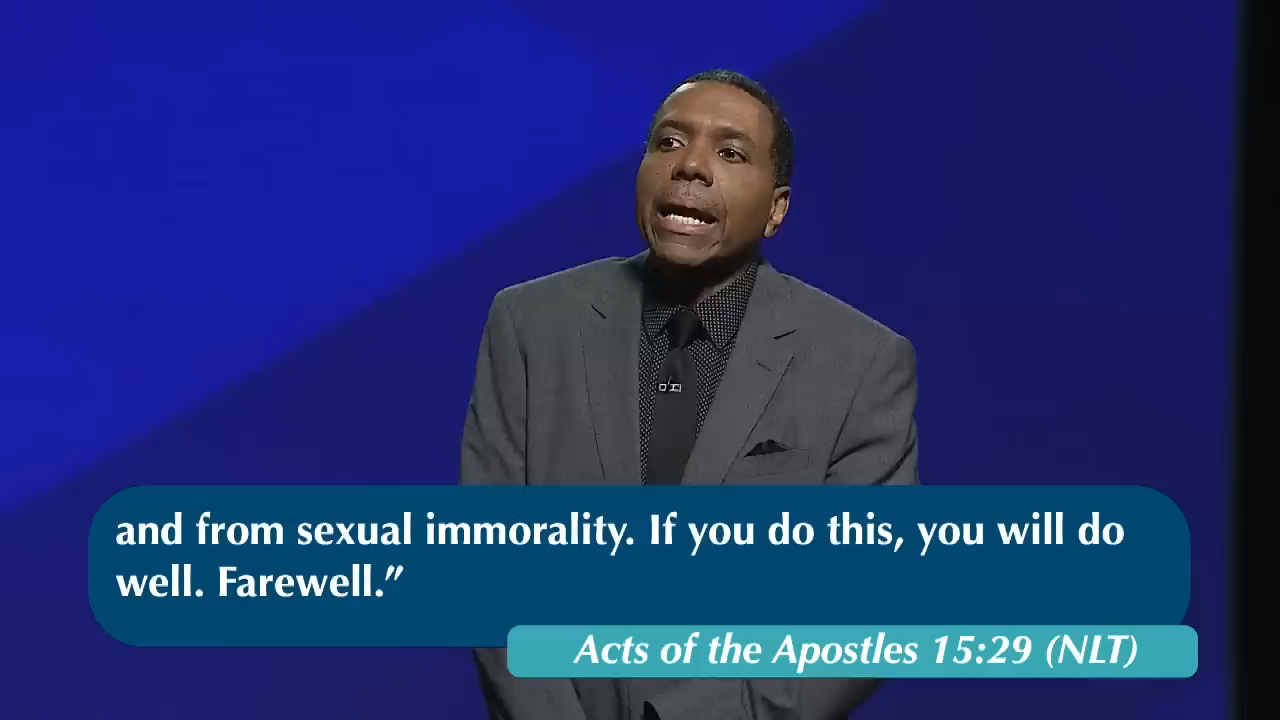 and from sexual immorality. If you do this, you will do
well. Farewell.”
Acts of the Apostles 15:29 (NLT)